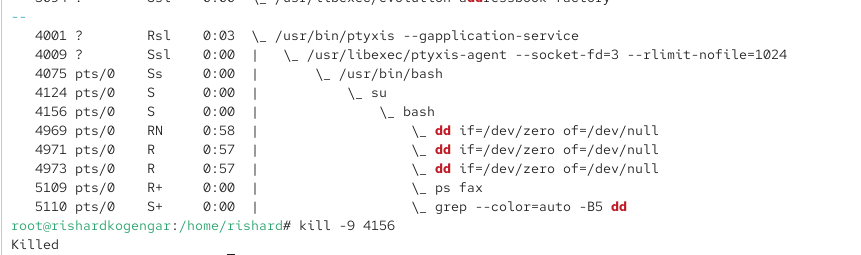 --
4001 ?        Rsl    0:03  \_ /usr/bin/ptyxis --gapplication-service
4009 ?        Ssl    0:00  |   \_ /usr/libexec/ptyxis-agent --socket-fd=3 --rlimit-nofile=1024
4075 pts/0    Ss     0:00  |       \_ /usr/bin/bash
4124 pts/0    S      0:00  |           \_ su
4156 pts/0    S      0:00  |               \_ bash
4969 pts/0    RN     0:58  |                   \_ dd if=/dev/zero of=/dev/null
4971 pts/0    R      0:57  |                   \_ dd if=/dev/zero of=/dev/null
4973 pts/0    R      0:57  |                   \_ dd if=/dev/zero of=/dev/null
5109 pts/0    R+     0:00  |                   \_ ps fax
5110 pts/0    S+     0:00  |                   \_ grep --color=auto -B5 dd
root@rishardkogengar:/home/rishard# kill -9 4156
Killed